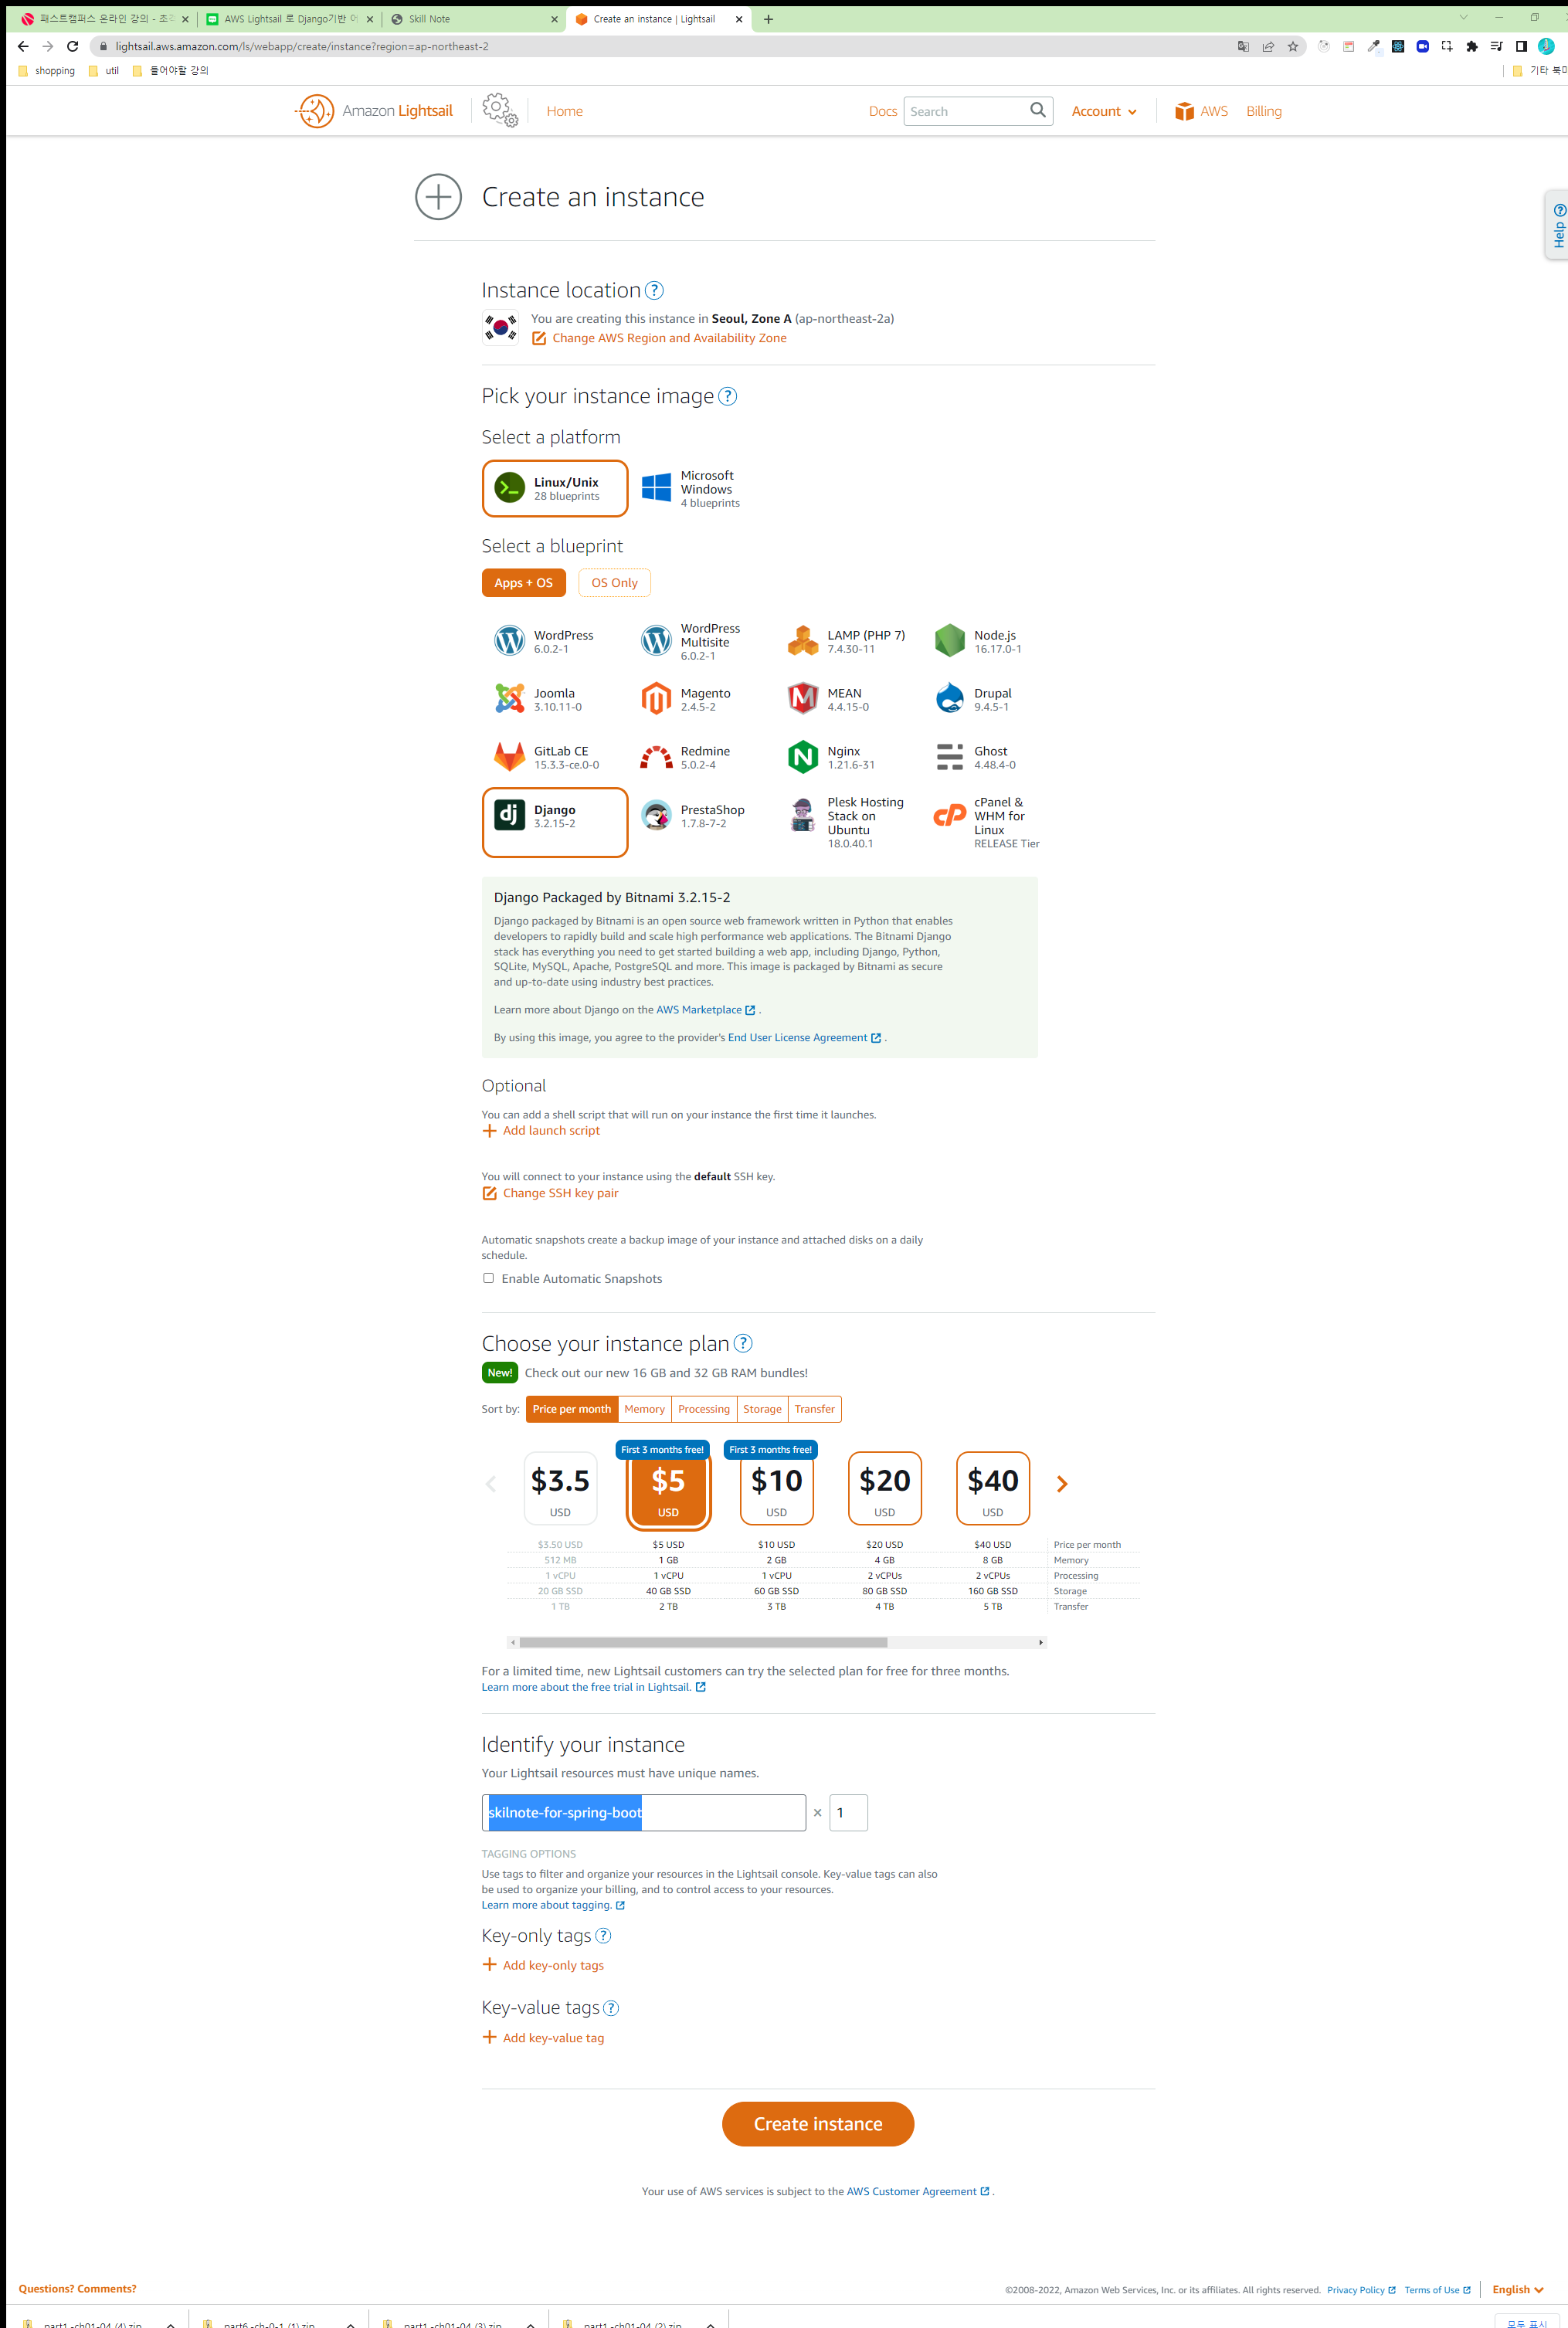 패스트캠퍼스 온라인 강의 - 조
AWS Lightsail 로 Django기반 어
Skill Note
Create an instance | Lightsail
lightsail.aws.amazon.com/ls/webapp/create/instance?region=ap-northeast-2
shopping
util
들어야할 강의
기타 북마
Amazon Lightsail
Home
Docs
Search
Account
AWS
Billing
Create an instance
Help
Instance location
You are creating this instance in Seoul, Zone A (ap-northeast-2a)
Change AWS Region and Availability Zone
Pick your instance image
Select a platform
Linux/Unix
28 blueprints
Microsoft
Windows
4 blueprints
Select a blueprint
Apps + OS
OS Only
WordPress
6.0.2-1
WordPress
Multisite
6.0.2-1
LAMP (PHP 7)
7.4.30-11
Node.js
16.17.0-1
Joomla
3.10.11-0
Magento
2.4.5-2
MEAN
4.4.15-0
Drupal
9.4.5-1
GitLab CE
15.3.3-ce.0-0
Redmine
5.0.2-4
Nginx
1.21.6-31
Ghost
4.48.4-0
Django
3.2.15-2
PrestaShop
1.7.8-7-2
Plesk Hosting
Stack on
Ubuntu
18.0.40.1
cPanel &
WHM for
Linux
RELEASE Tier
Django Packaged by Bitnami 3.2.15-2
Django packaged by Bitnami is an open source web framework written in Python that enables
developers to rapidly build and scale high performance web applications. The Bitnami Django
stack has everything you need to get started building a web app, including Django, Python,
SQLite, MySQL, Apache, PostgreSQL and more. This image is packaged by Bitnami as secure
and up-to-date using industry best practices.
Learn more about Django on the AWS Marketplace .
By using this image, you agree to the provider's End User License Agreement .
Optional
You can add a shell script that will run on your instance the first time it launches.
Add launch script
You will connect to your instance using the default SSH key.
Change SSH key pair
Automatic snapshots create a backup image of your instance and attached disks on a daily
schedule.
Enable Automatic Snapshots
Choose your instance plan
New! Check out our new 16 GB and 32 GB RAM bundles!
Sort by: Price per month Memory Processing Storage Transfer
First 3 months free! First 3 months free!
$3.5 $5 $10 $20 $40
USD USD USD USD USD
$3.50 USD $5 USD $10 USD $20 USD $40 USD Price per month
512 MB 1 GB 2 GB 4 GB 8 GB Memory
1 vCPU 1 vCPU 1 vCPU 2 vCPUs 2 vCPUs Processing
20 GB SSD 40 GB SSD 60 GB SSD 80 GB SSD 160 GB SSD Storage
1 TB 2 TB 3 TB 4 TB 5 TB Transfer
For a limited time, new Lightsail customers can try the selected plan for free for three months.
Learn more about the free trial in Lightsail.
Identify your instance
Your Lightsail resources must have unique names.
skilnote-for-spring-boot × 1
TAGGING OPTIONS
Use tags to filter and organize your resources in the Lightsail console. Key-value tags can also
be used to organize your billing, and to control access to your resources.
Learn more about tagging.
Key-only tags
Add key-only tags
Key-value tags
Add key-value tag
Create instance
Your use of AWS services is subject to the AWS Customer Agreement .
Questions? Comments?
©2008-2022, Amazon Web Services, Inc. or its affiliates. All rights reserved. Privacy Policy Terms of Use English
part1 -ch01-04 (4).zip
part6 -ch-0-1 (1).zip
part1 -ch01-04 (3).zip
part1 -ch01-04 (2).zip
모두 표시